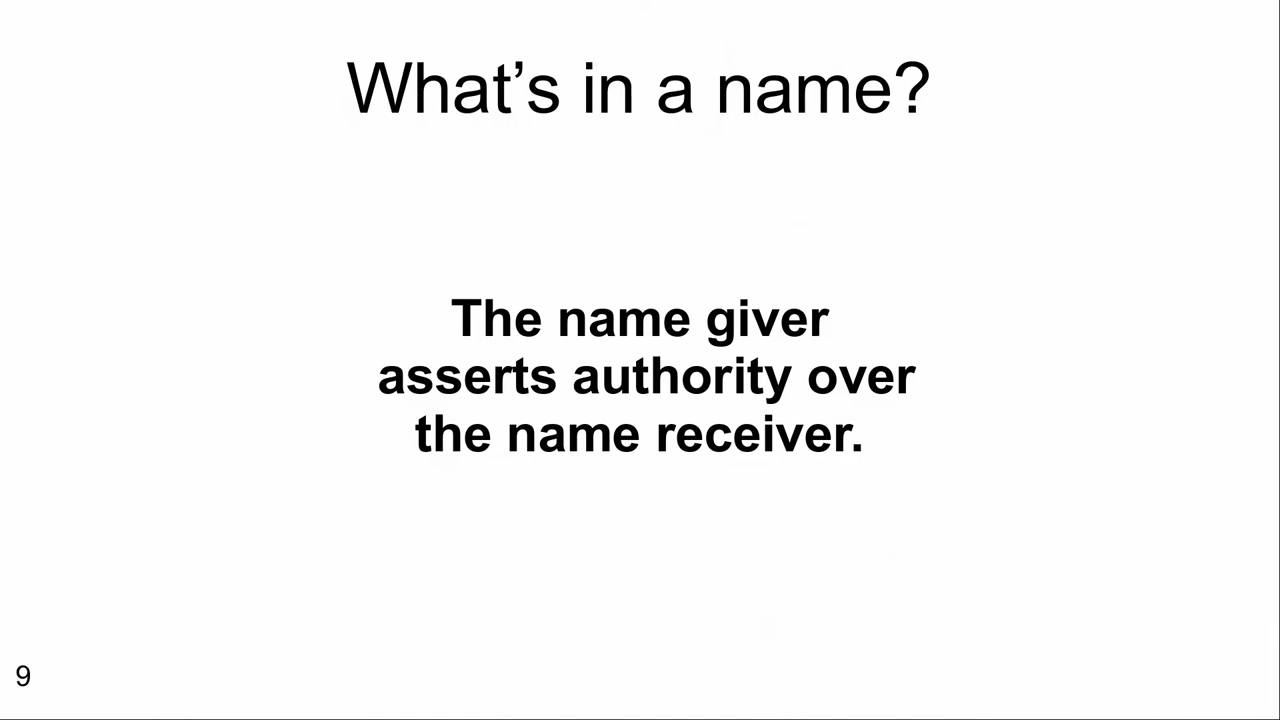 What’s in a name?
The name giver
asserts authority over
the name receiver.
9